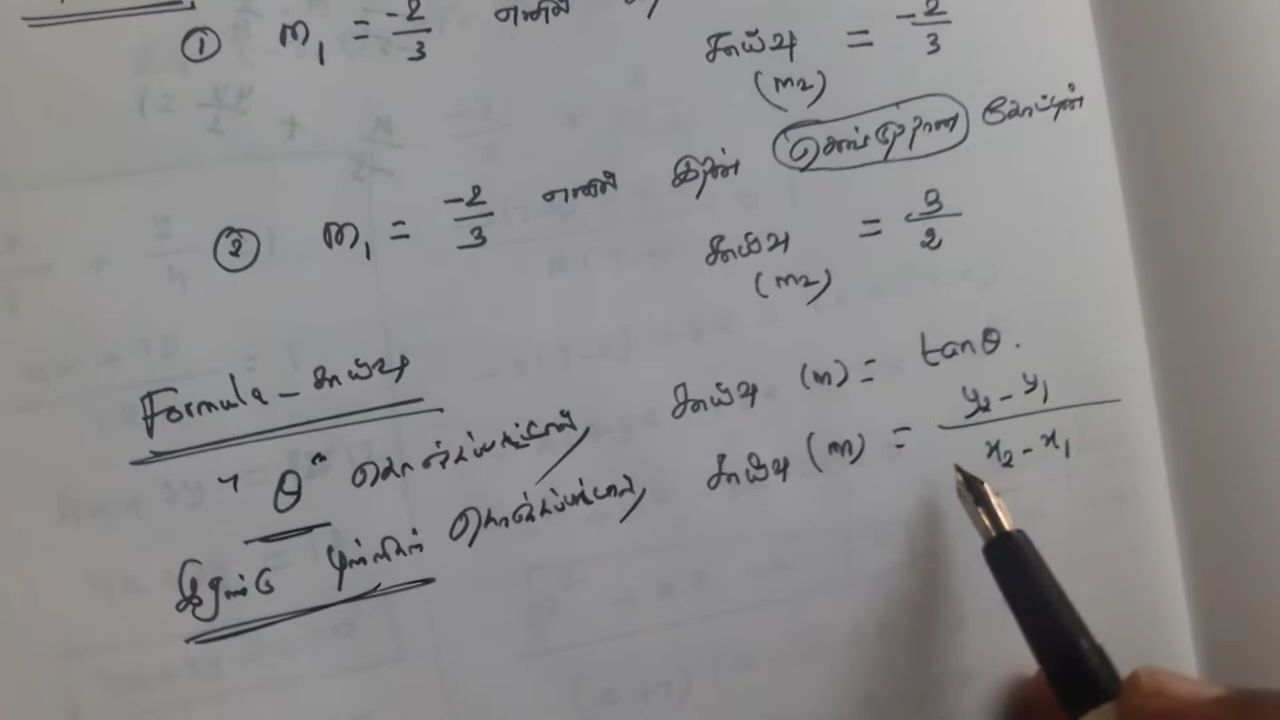 ① m₁ = -2/3 எனில்
சாய்வு (m₂) = -2/3
② m₁ = -2/3 எனில் இதன் செங்குத்தான கோட்டின்
சாய்வு (m₂) = 3/2
Formula - சாய்வு
"θ" கொடுக்கப்பட்டால், சாய்வு (m) = tanθ.
இரண்டு புள்ளிகள் கொடுக்கப்பட்டால், சாய்வு (m) = y₂ - y₁ / x₂ - x₁